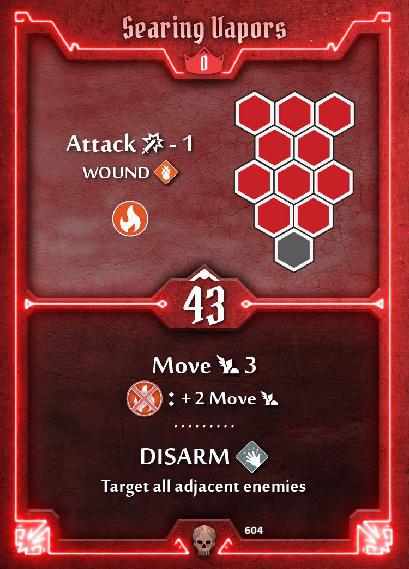 Searing Vapors
0
Attack - 1
WOUND
43
Move 3
: + 2 Move
DISARM
Target all adjacent enemies
604